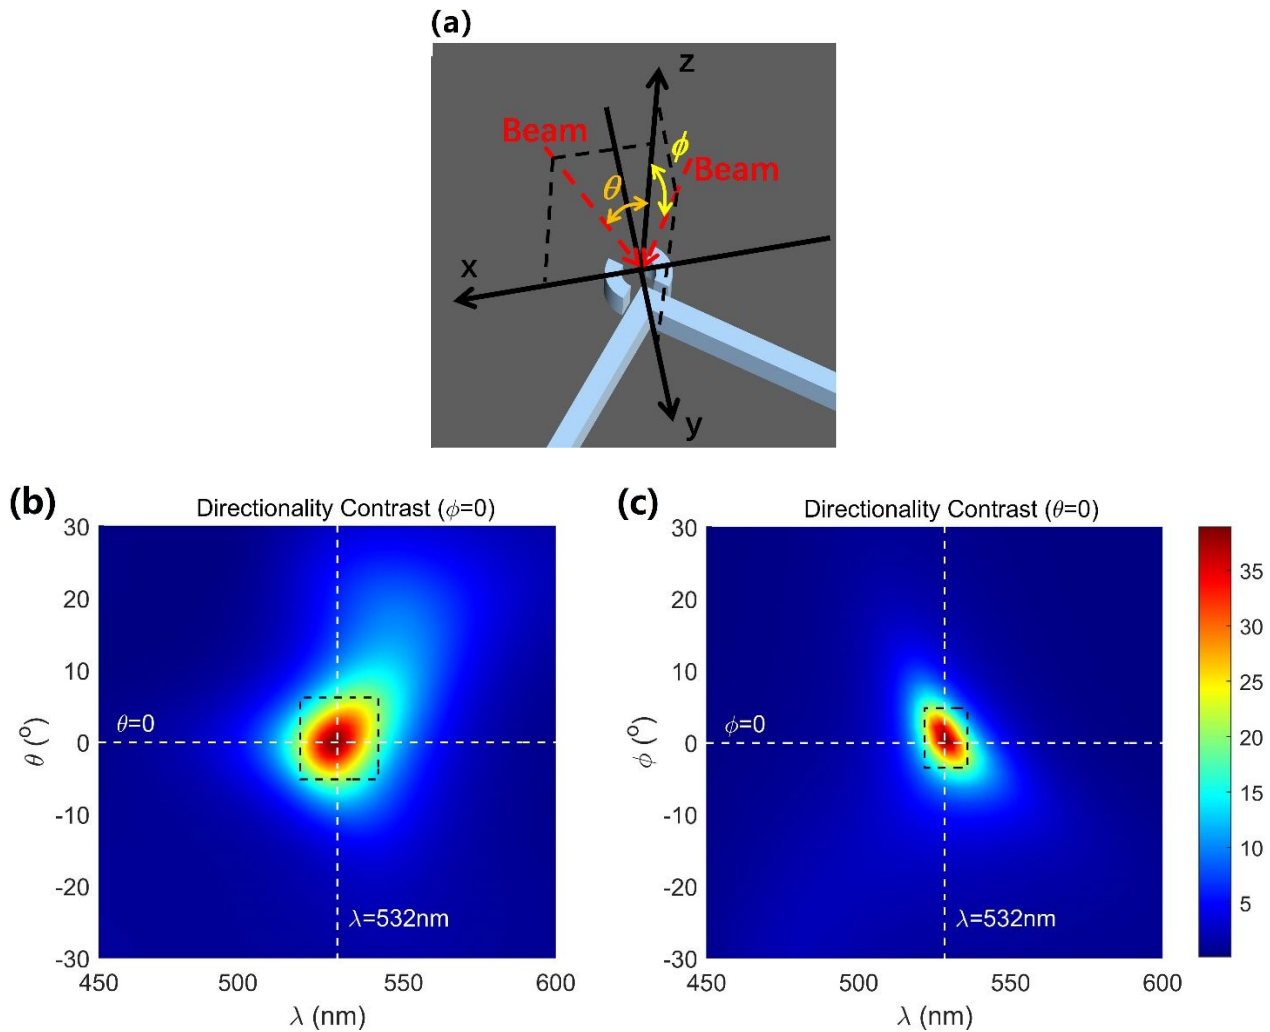 (a)
z
Beam
ϕ
Beam
θ
x
y
(b)
Directionality Contrast (ϕ=0)
30
20
10
0
-10
-20
-30
θ (°)
θ=0
λ=532nm
450
500
550
600
λ (nm)
(c)
Directionality Contrast (θ=0)
30
20
10
0
-10
-20
-30
ϕ (°)
ϕ=0
λ=532nm
450
500
550
600
λ (nm)
35
30
25
20
15
10
5